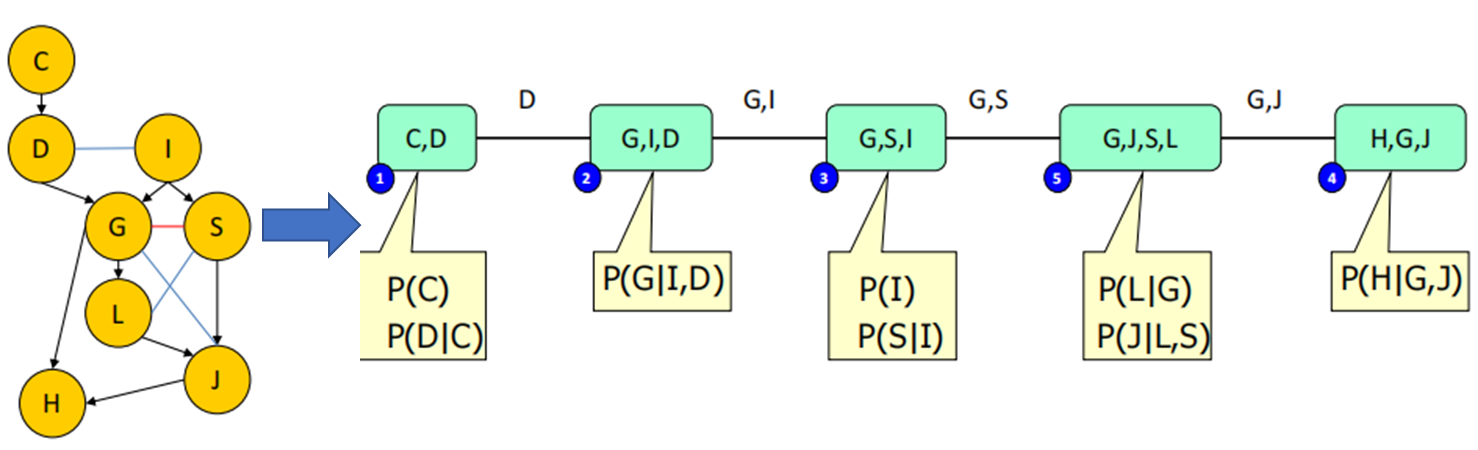 C
D
I
G
S
L
J
H
D
G,I
G,S
G,J
C,D
G,I,D
G,S,I
G,J,S,L
H,G,J
1
2
3
5
4
P(C)
P(D|C)
P(G|I,D)
P(I)
P(S|I)
P(L|G)
P(J|L,S)
P(H|G,J)